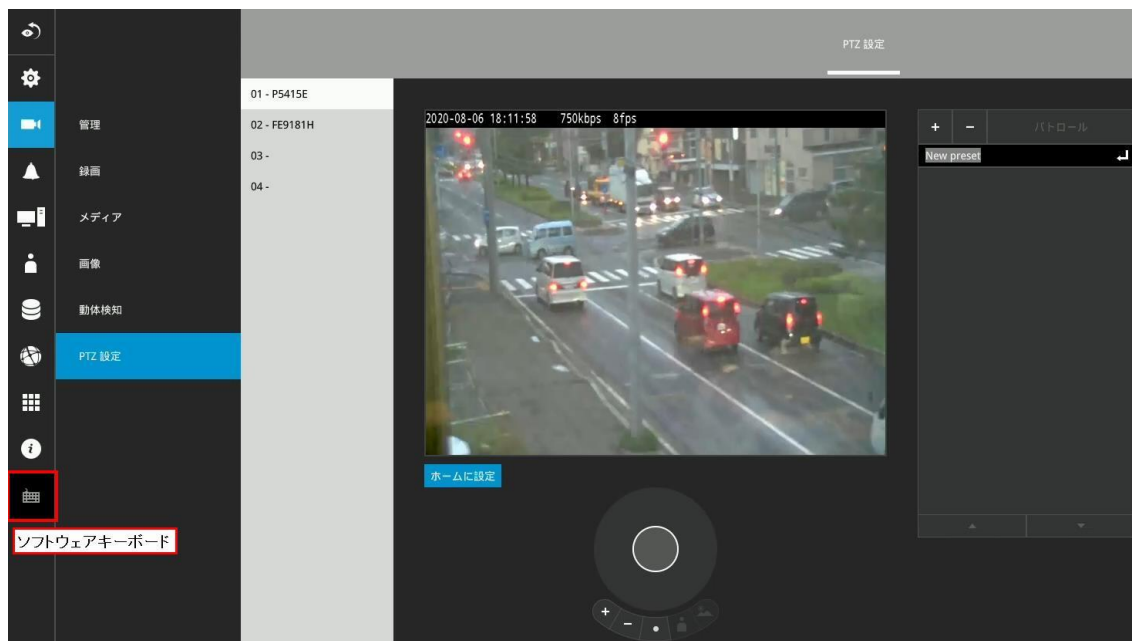 PTZ 設定
01 - P5415E
02 - FE9181H
03 -
04 -
管理
録画
メディア
画像
動体検知
PTZ 設定
2020-08-06 18:11:58 750kbps 8fps
ホームに設定
+ - パトロール
New preset
ソフトウェアキーボード